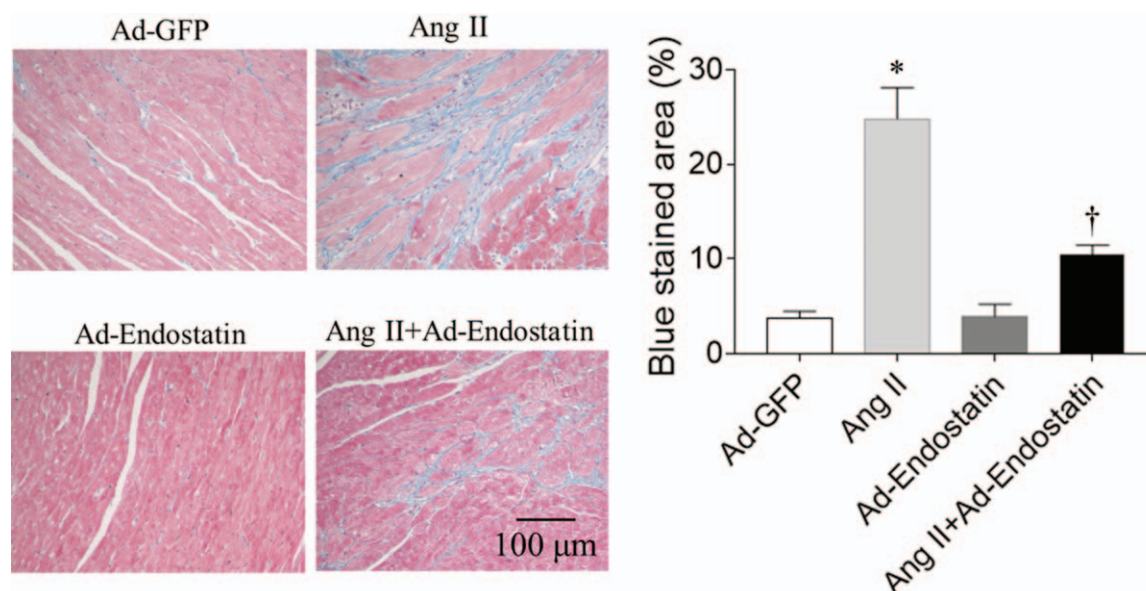 Ad-GFP
Ang II
Ad-Endostatin
Ang II+Ad-Endostatin
100 μm
Blue stained area (%)
30
20
10
0
*
†
Ad-GFP
Ang II
Ad-Endostatin
Ang II+Ad-Endostatin